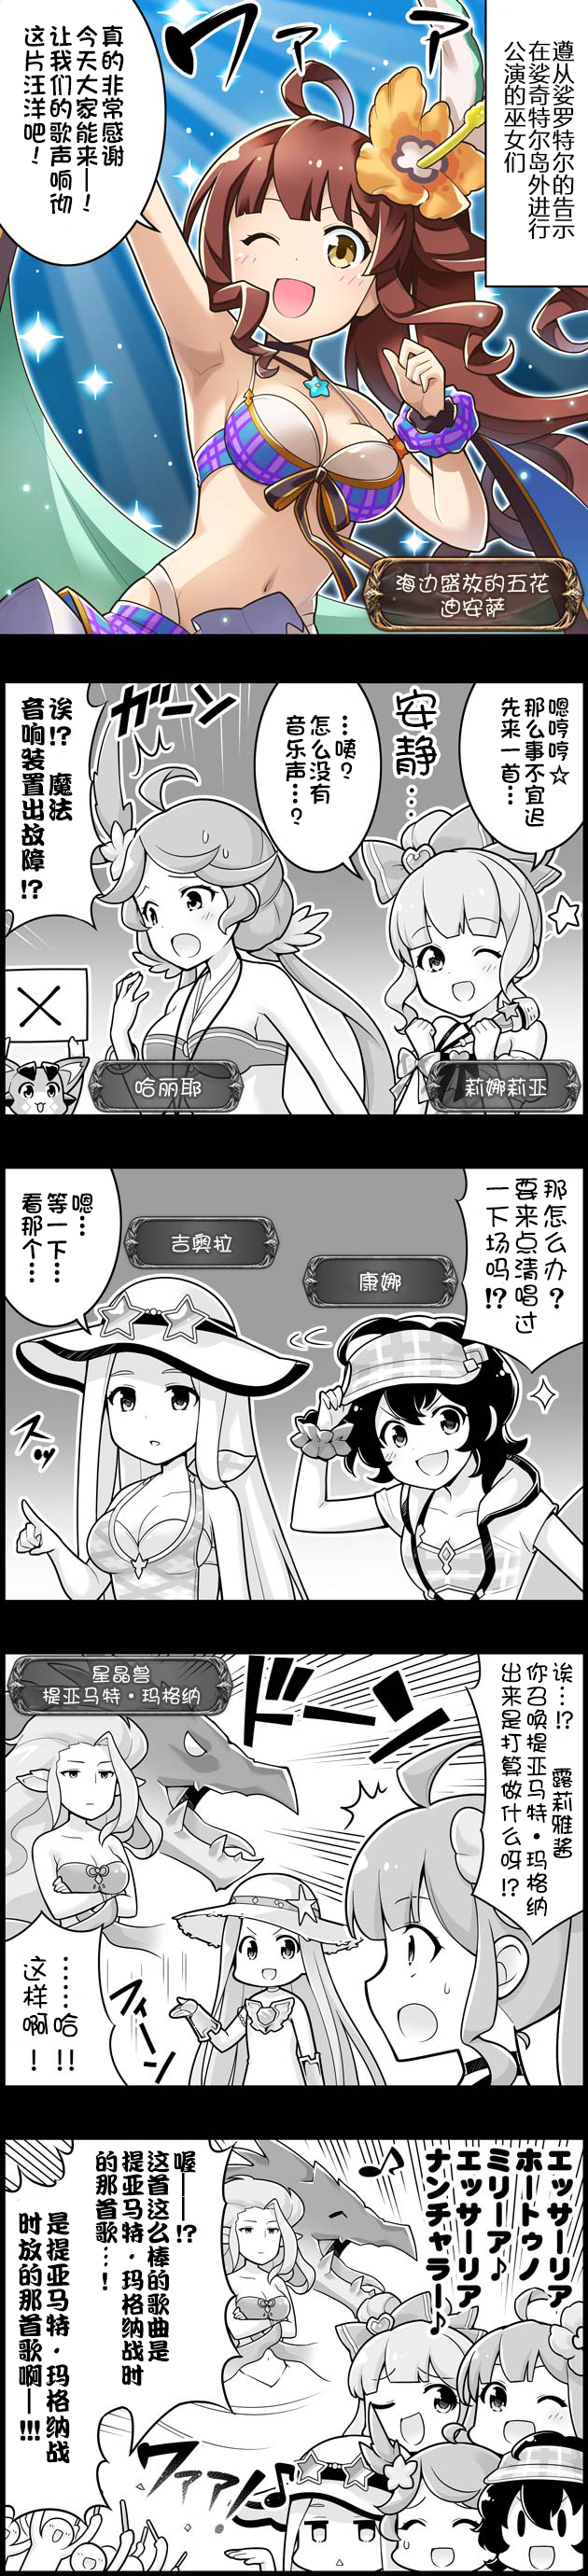 遵从娑罗特尔的告示
在娑奇特尔岛外进行
公演的巫女们
ワァーッ
真的非常感谢
今天大家能来—！
让我们的歌声响彻
这片汪洋吧！
海边盛放的五花
迪安萨
嗯哼哼☆
那么事不宜迟
先来一首…
安静…
…咦？
怎么没有
音乐声…？
ガーン
诶!? 魔法
音响装置出故障!?
哈丽耶
莉娜莉亚
那怎么办？
要来点清唱过
一下场吗!?
康娜
吉奥拉
嗯…
等一下…
看那个…
スッ
诶…!? 露莉雅酱
你召唤提亚马特·玛格纳
出来是打算做什么呀!?
ドーン
星晶兽
提亚马特·玛格纳
フィーン
……哈!!
这样啊！
エッサーリア
ホートゥノ
ミリーア♪
エッサーリア
ナンチャラー♪
喔——!?
这首这么棒的歌曲是
提亚马特·玛格纳战时
的那首歌…！
是提亚马特·玛格纳战
时放的那首歌啊—!!!
ワァァァ!